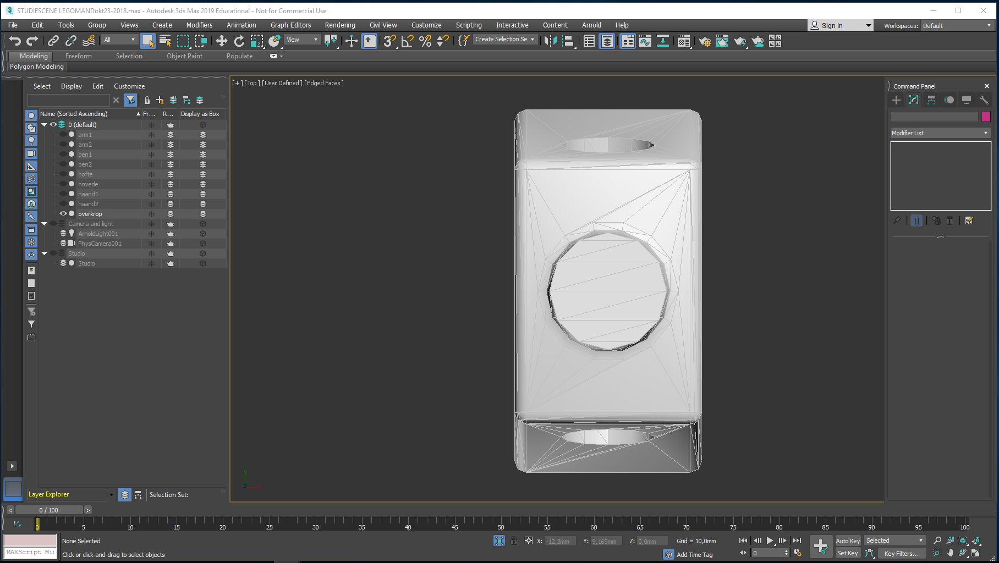 STUDIESCENE LEGOMANDokt23-2018.max - Autodesk 3ds Max 2019 Educational - Not for Commercial Use
File Edit Tools Group Views Create Modifiers Animation Graph Editors Rendering Civil View Customize Scripting Interactive Content Arnold Help Sign In Workspaces: Default
All View Create Selection Se
Modeling Freeform Selection Object Paint Populate
Polygon Modeling
Select Display Edit Customize
[+] [Top] [User Defined] [Edged Faces]
Command Panel
Name (Sorted Ascending) Fr... R... Display as Box
0 (default)
arm1
Modifier List
arm2
ben1
ben2
hofte
hovede
haand1
haand2
overkrop
Camera and light
ArnoldLight001
PhysCamera001
Studio
Studio
y
Layer Explorer Selection Set:
< 0 / 100 >
0 5 10 15 20 25 30 35 40 45 50 55 60 65 70 75 80 85 90 95 100
None Selected X: -12,3mm Y: 9,169mm Z: 0,0mm Grid = 10,0mm Auto Key Selected
MAXScript Mi
Click or click-and-drag to select objects Add Time Tag 0 Set Key Key Filters...